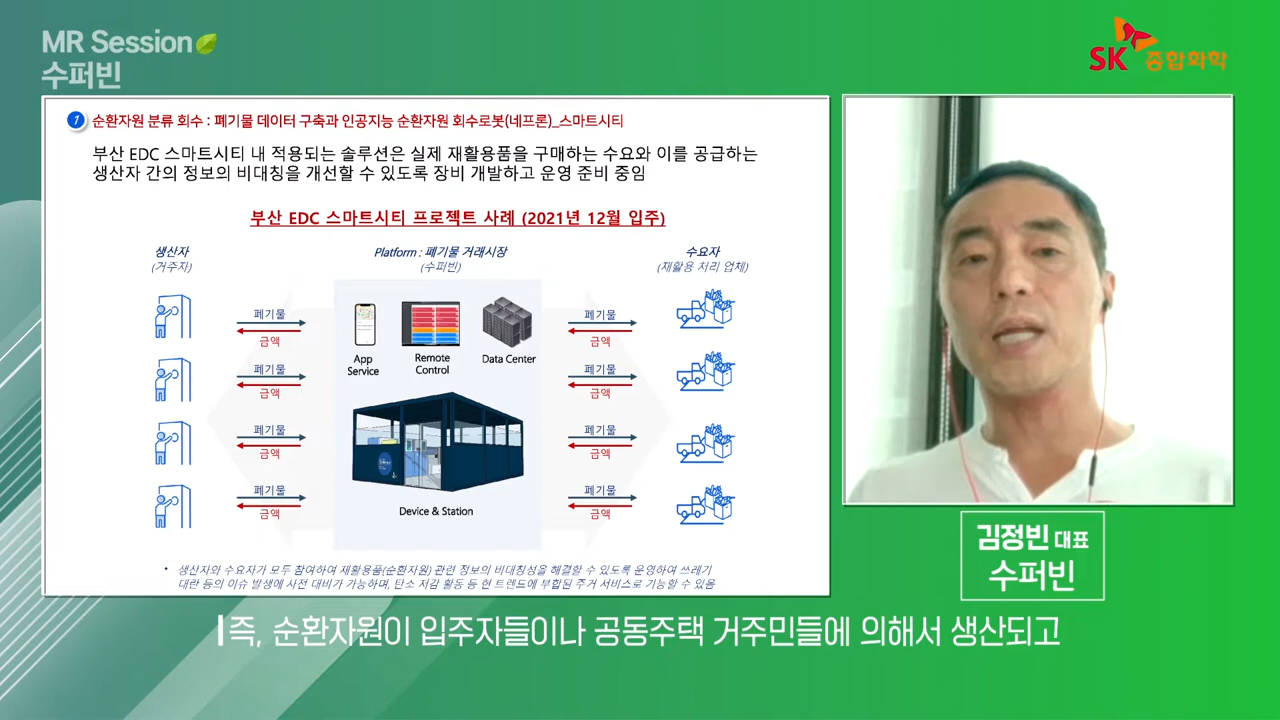 MR Session
수퍼빈
SK 종합화학
1 순환자원 분류 회수 : 폐기물 데이터 구축과 인공지능 순환자원 회수로봇(네프론)_스마트시티
부산 EDC 스마트시티 내 적용되는 솔루션은 실제 재활용품을 구매하는 수요와 이를 공급하는
생산자 간의 정보의 비대칭을 개선할 수 있도록 장비 개발하고 운영 준비 중임
부산 EDC 스마트시티 프로젝트 사례 (2021년 12월 입주)
생산자
(거주자)
Platform : 폐기물 거래시장
(수퍼빈)
수요자
(재활용 처리 업체)
폐기물
금액
폐기물
금액
폐기물
금액
폐기물
금액
App
Service
Remote
Control
Data Center
Device & Station
폐기물
금액
폐기물
금액
폐기물
금액
폐기물
금액
• 생산자와 수요자가 모두 참여하여 재활용품(순환자원) 관련 정보의 비대칭성을 해결할 수 있도록 운영하여 쓰레기
대란 등의 이슈 발생에 사전 대비가 가능하며, 탄소 저감 활동 등 현 트렌드에 부합된 주거 서비스로 기능할 수 있음
김정빈 대표
수퍼빈
즉, 순환자원이 입주자들이나 공동주택 거주민들에 의해서 생산되고